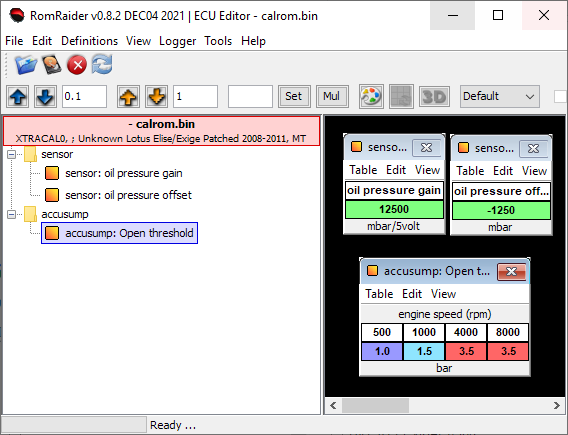 RomRaider v0.8.2 DEC04 2021 | ECU Editor - calrom.bin
File Edit Definitions View Logger Tools Help
0.1 1 Set Mul 3D Default
- calrom.bin
XTRACAL0, ; Unknown Lotus Elise/Exige Patched 2008-2011, MT
sensor
sensor: oil pressure gain
sensor: oil pressure offset
accusump
accusump: Open threshold
senso...
Table Edit View
oil pressure gain
12500
mbar/5volt
senso...
Table Edit View
oil pressure off...
-1250
mbar
accusump: Open t...
Table Edit View
engine speed (rpm)
500 1000 4000 8000
1.0 1.5 3.5 3.5
bar
Ready ...